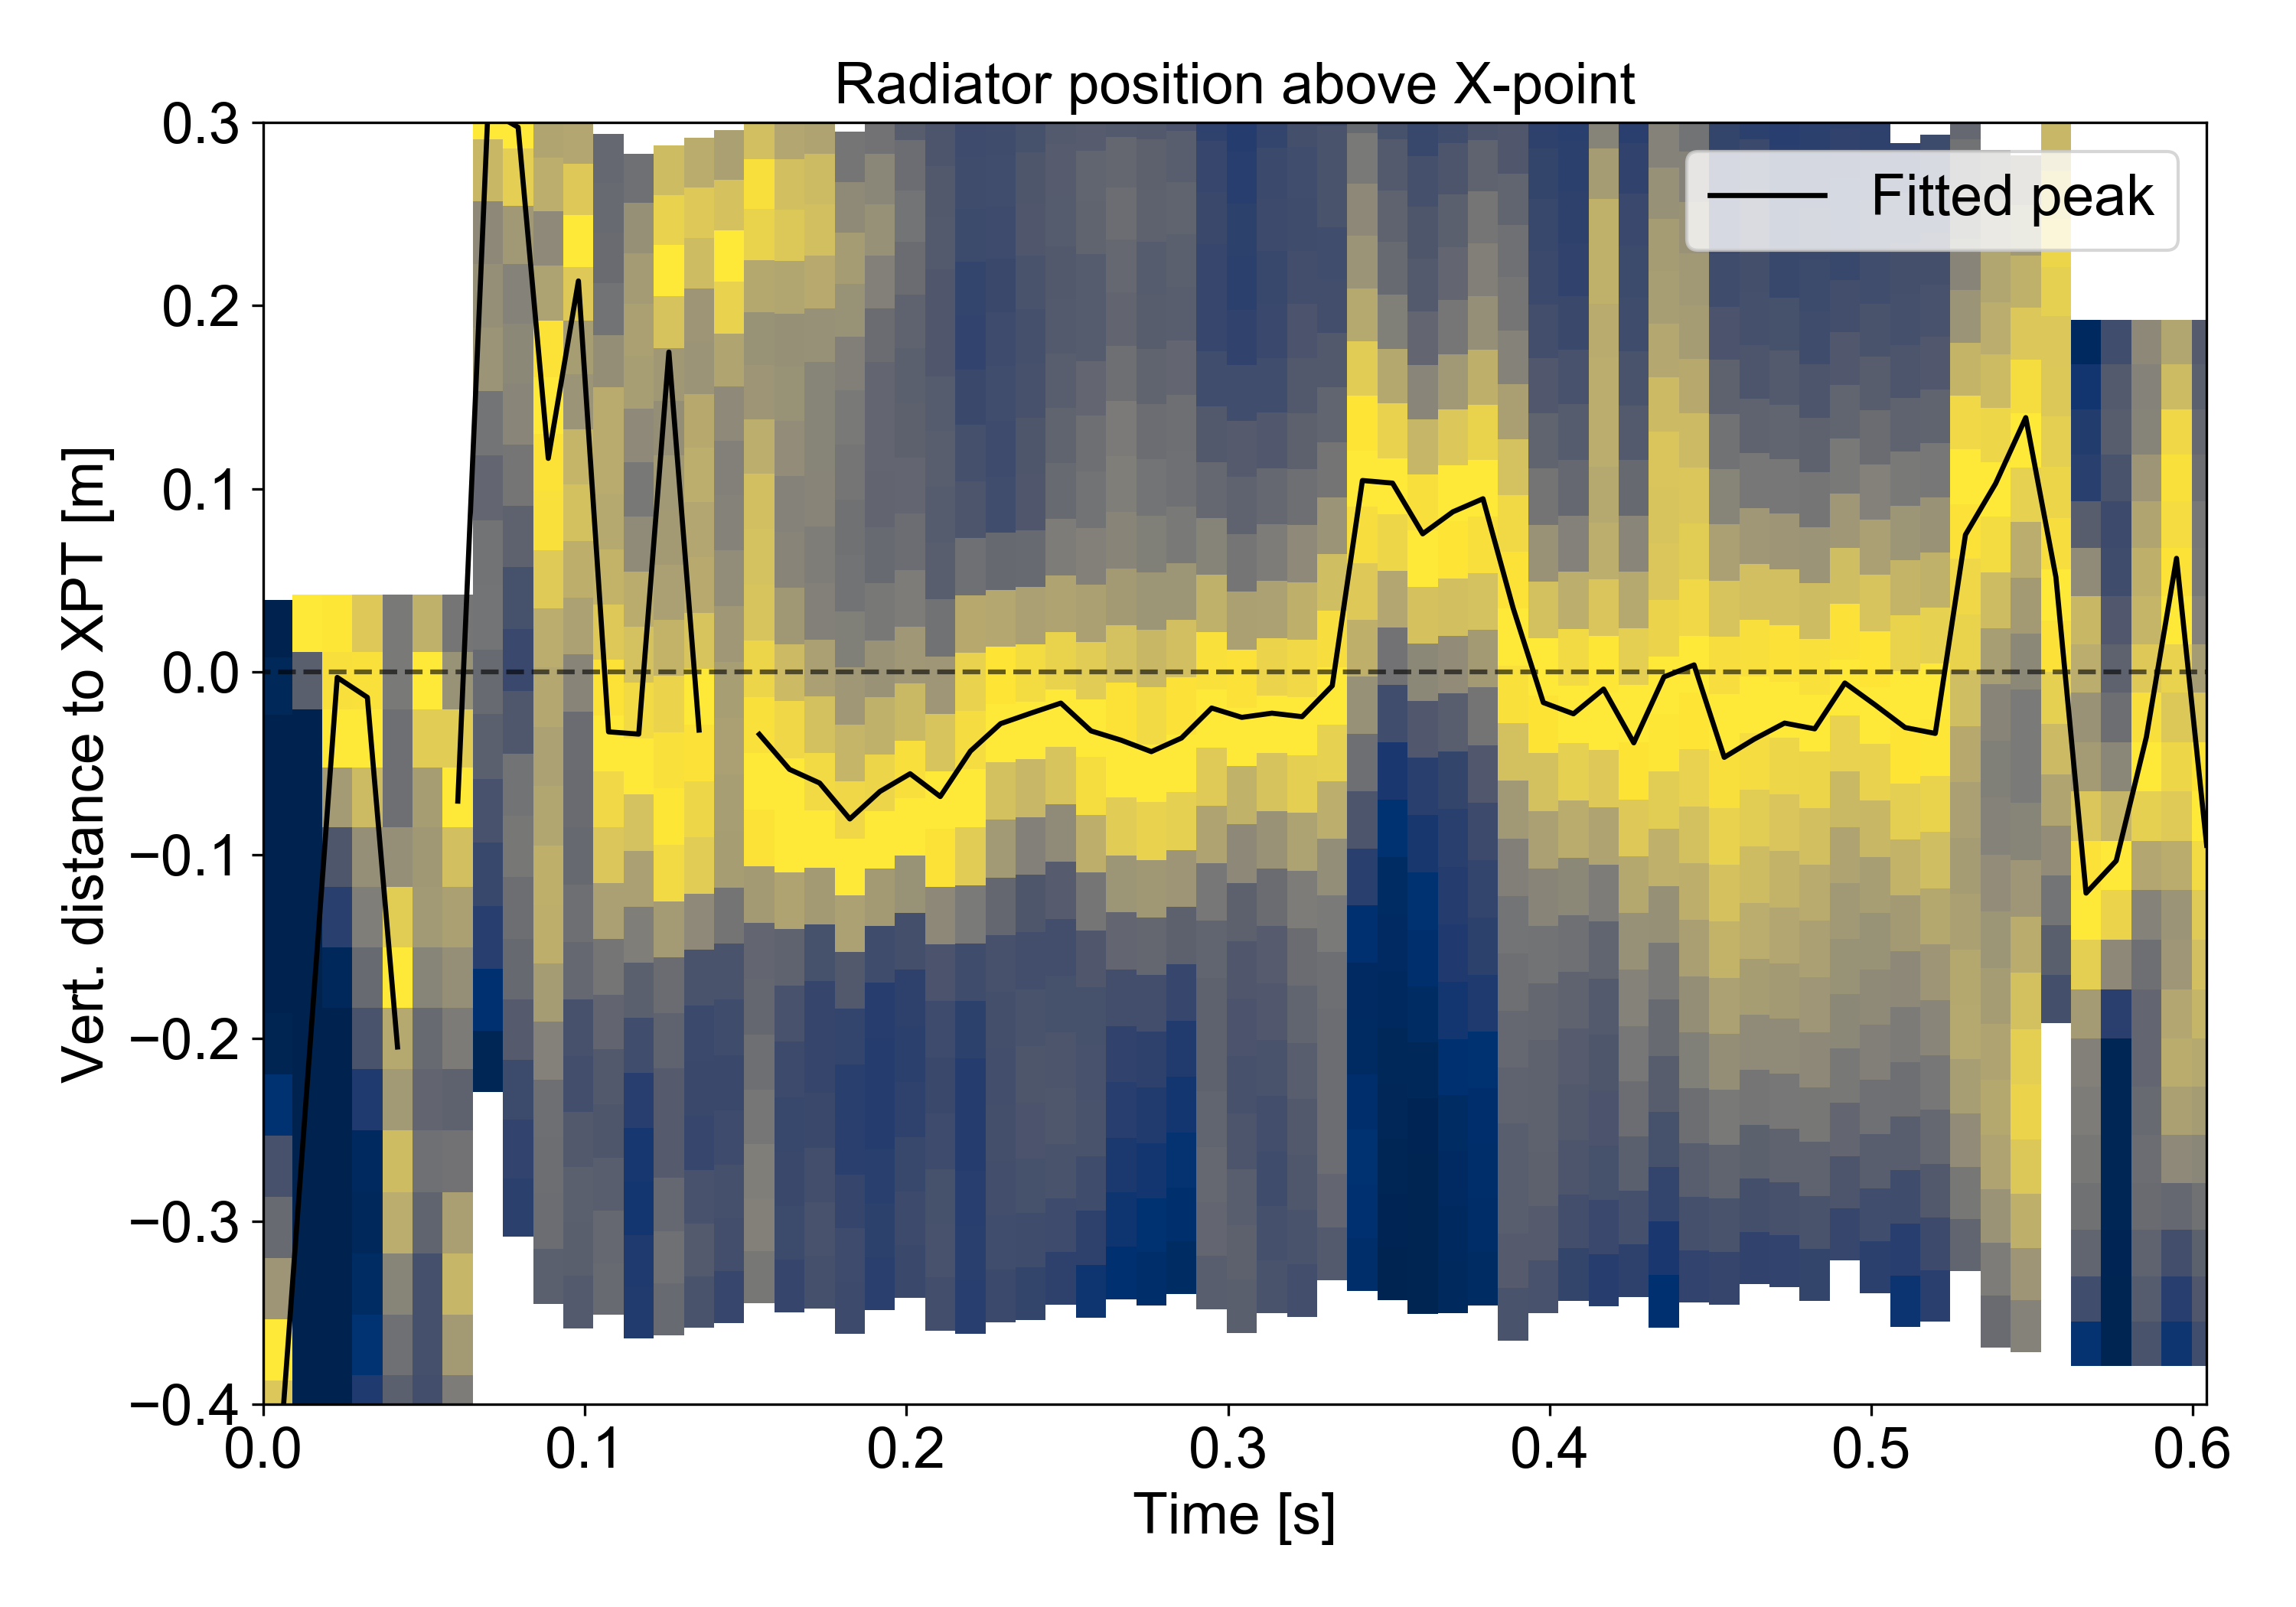 Radiator position above X-point
Fitted peak
Vert. distance to XPT [m]
0.3
0.2
0.1
0.0
−0.1
−0.2
−0.3
−0.4
0.0 0.1 0.2 0.3 0.4 0.5 0.6
Time [s]